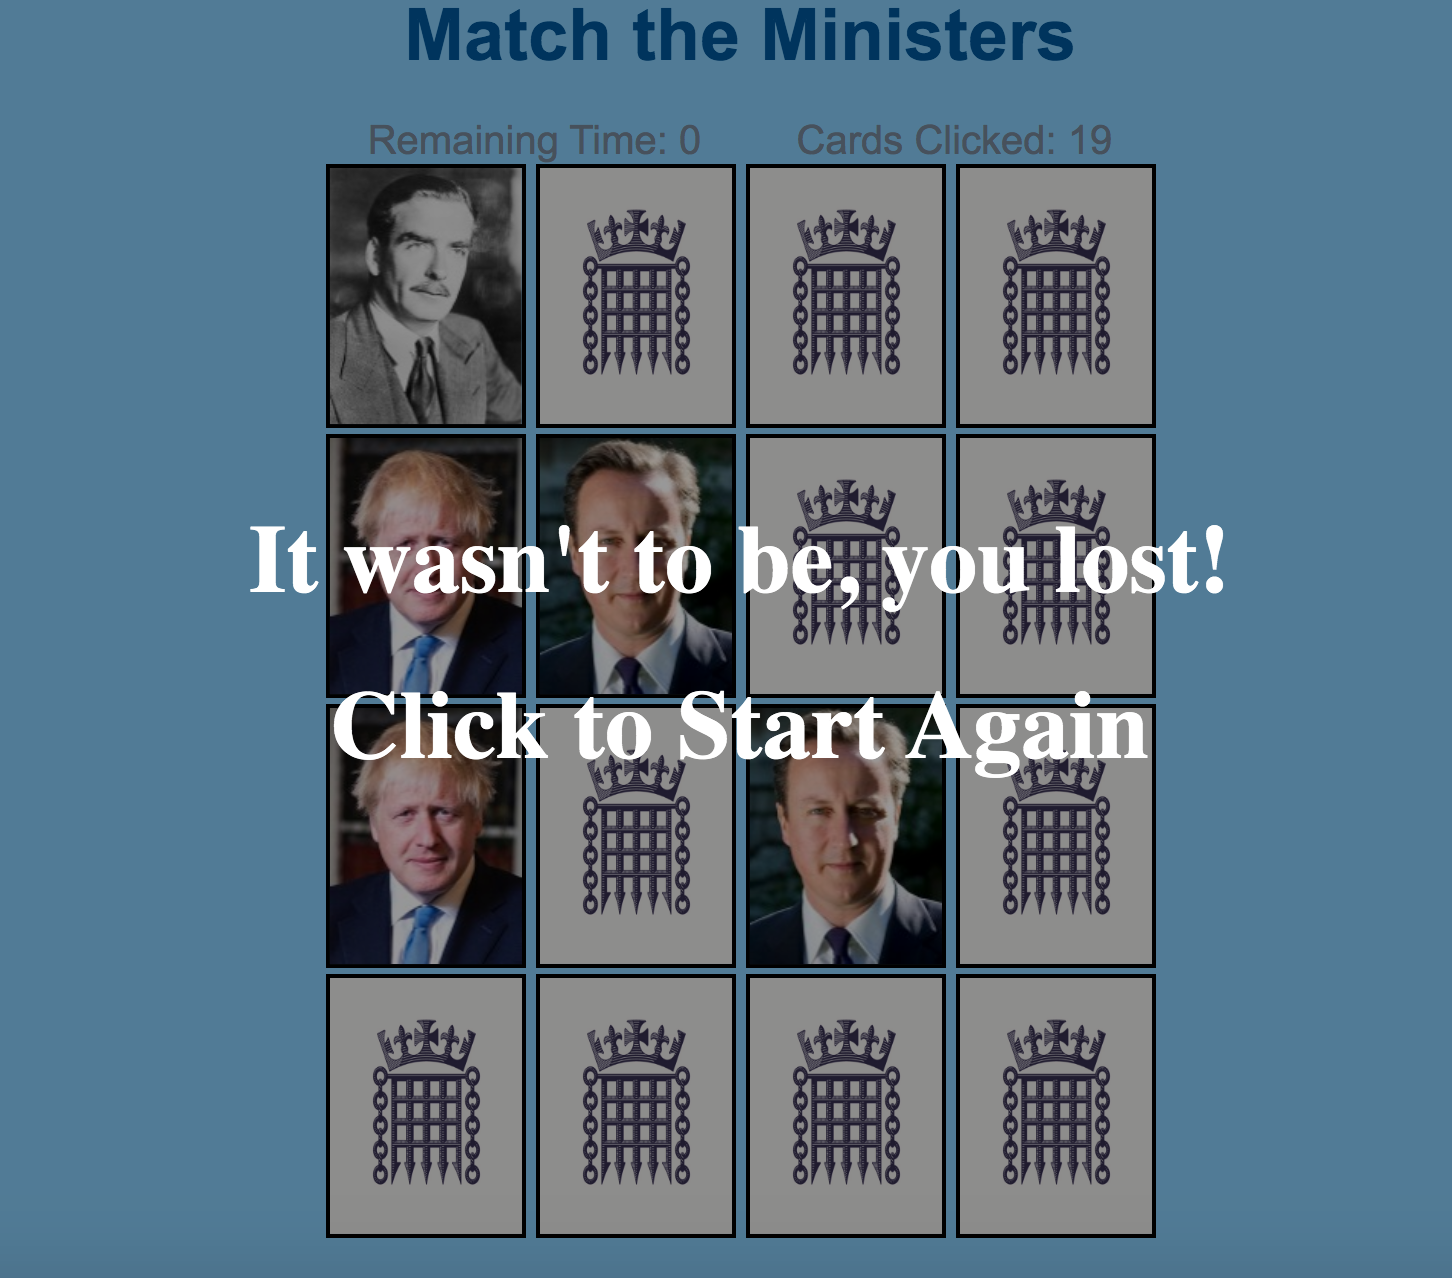 Match the Ministers
Remaining Time: 0 Cards Clicked: 19
It wasn't to be, you lost!
Click to Start Again